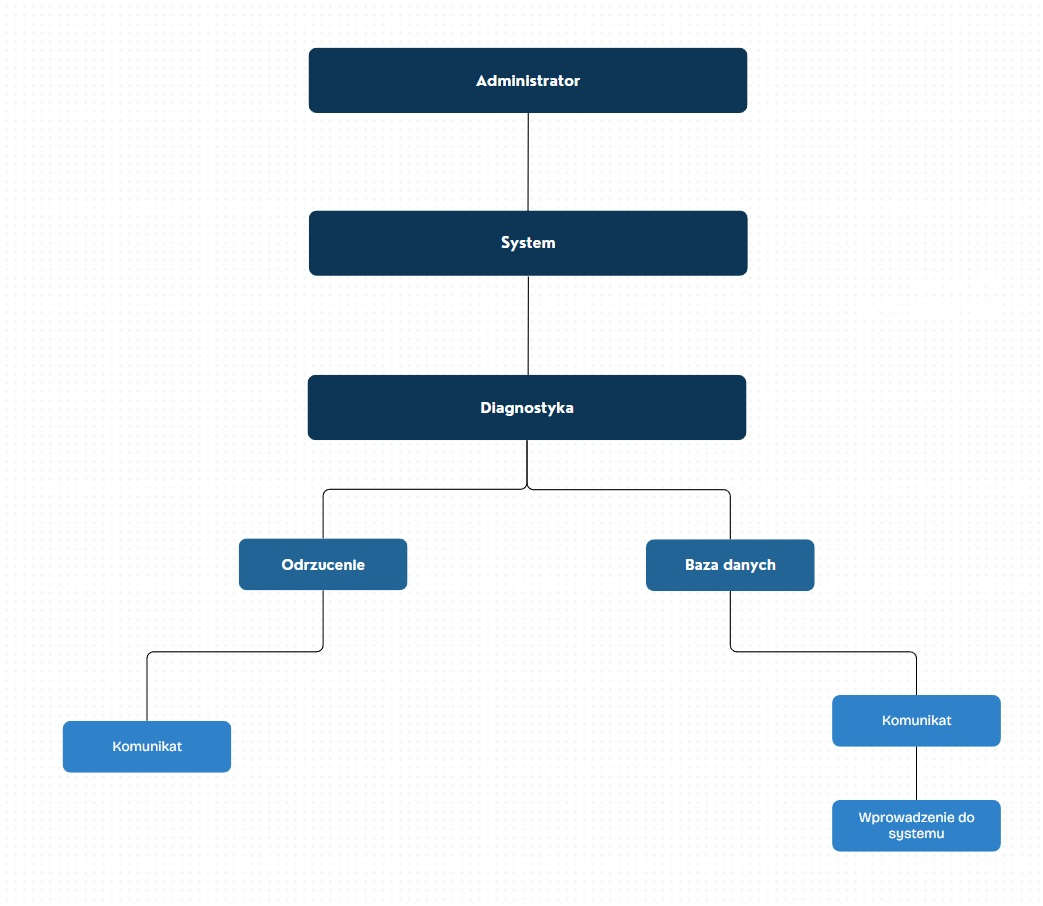 Administrator
System
Diagnostyka
Odrzucenie
Baza danych
Komunikat
Komunikat
Wprowadzenie do
systemu